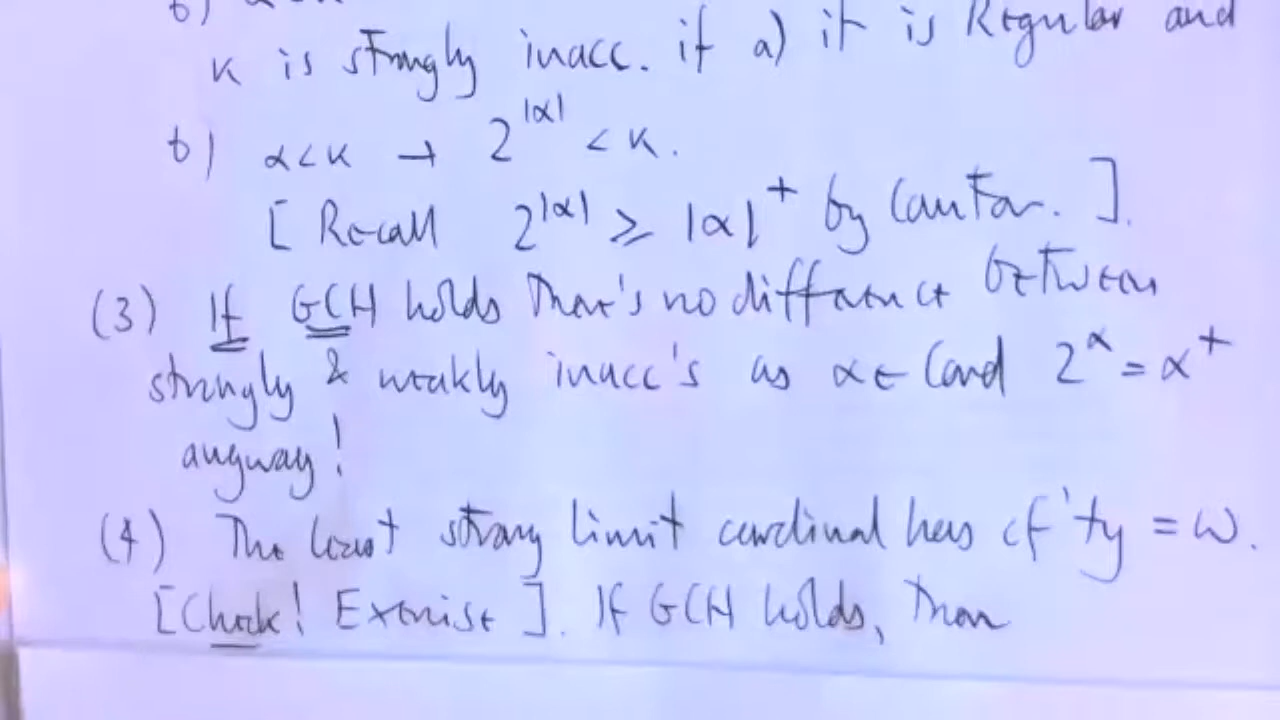 b)
κ is strongly inacc. if a) it is Regular and
b) α<κ → 2^|α| < κ.
[ Recall 2^|α| ≥ |α|⁺ by Cantor. ].
(3) If GCH holds there's no difference between
strongly & weakly inacc's as α ∈ Card 2^α = α⁺
anyway!
(4) The least strong limit cardinal has cf'ty = ω.
[Check! Exercise ]. If GCH holds, then